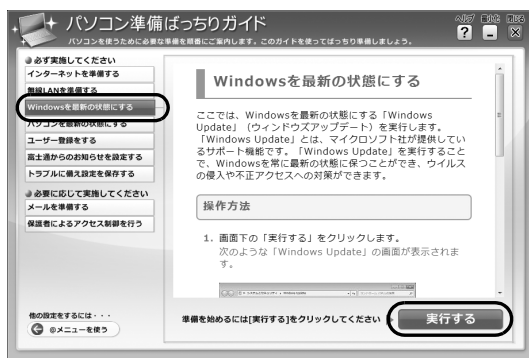 パソコン準備ばっちりガイド
パソコンを使うために必要な準備を順番にご案内します。このガイドを使ってばっちり準備しましょう。
ヘルプ 最小化 閉じる
? - ×
必ず実施してください
インターネットを準備する
無線LANを準備する
Windowsを最新の状態にする
パソコンを最新の状態にする
ユーザー登録をする
富士通からのお知らせを設定する
トラブルに備え設定を保存する
必要に応じて実施してください
メールを準備する
保護者によるアクセス制御を行う
他の設定をするには・・・
@メニューを使う
Windowsを最新の状態にする
ここでは、Windowsを最新の状態にする「Windows
Update」（ウィンドウズアップデート）を実行します。
「Windows Update」とは、マイクロソフト社が提供してい
るサポート機能です。「Windows Update」を実行すること
で、Windowsを常に最新の状態に保つことができ、ウイルス
の侵入や不正アクセスへの対策ができます。
操作方法
1. 画面下の「実行する」をクリックします。
次のような「Windows Update」の画面が表示されま
す。
準備を始めるには[実行する]をクリックしてください
実行する